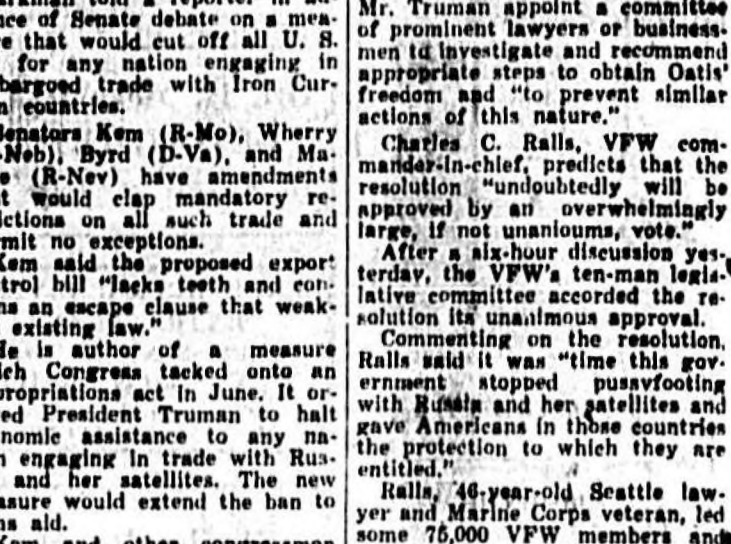 nce of Senate debate on a mea-
e that would cut off all U. S.
for any nation engaging in
bargoed trade with Iron Cur-
n countries.
Senators Kem (R-Mo), Wherry
-Neb), Byrd (D-Va), and Ma-
e (R-Nev) have amendments
t would clap mandatory re-
ictions on all such trade and
mit no exceptions.
Kem said the proposed export
trol bill "lacks teeth and con-
ns an escape clause that weak-
existing law."
He is author of a measure
ich Congress tacked onto an
propriations act in June. It or-
ed President Truman to halt
nomic assistance to any na-
n engaging in trade with Rus-
and her satellites. The new
asure would extend the ban to
ns aid.
Kem and other congressmen
Mr. Truman appoint a committee
of prominent lawyers or business-
men to investigate and recommend
appropriate steps to obtain Oatis'
freedom and "to prevent similar
actions of this nature."
Charles C. Ralls, VFW com-
mander-in-chief, predicts that the
resolution "undoubtedly will be
approved by an overwhelmingly
large, if not unanioums, vote."
After a six-hour discussion yes-
terday, the VFW's ten-man legis-
lative committee accorded the re-
solution its unanimous approval.
Commenting on the resolution,
Ralls said it was "time this gov-
ernment stopped pussyfooting
with Russia and her satellites and
gave Americans in those countries
the protection to which they are
entitled."
Ralls, 46-year-old Seattle law-
yer and Marine Corps veteran, led
some 75,000 VFW members and